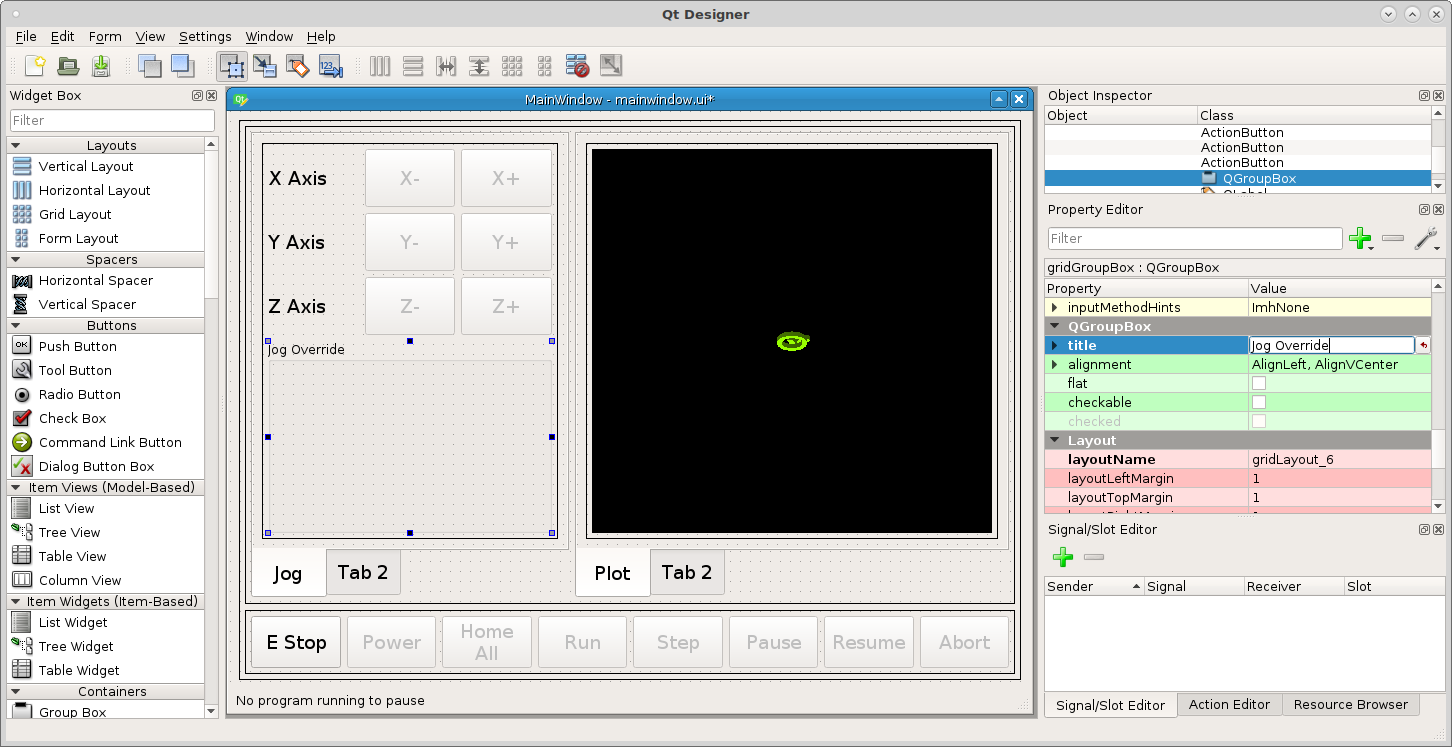 Qt Designer
File Edit Form View Settings Window Help
Widget Box
Filter
Layouts
Vertical Layout
Horizontal Layout
Grid Layout
Form Layout
Spacers
Horizontal Spacer
Vertical Spacer
Buttons
OK Push Button
Tool Button
Radio Button
Check Box
Command Link Button
Dialog Button Box
Item Views (Model-Based)
List View
Tree View
Table View
Column View
Item Widgets (Item-Based)
List Widget
Tree Widget
Table Widget
Containers
Group Box
MainWindow - mainwindow.ui*
X Axis X- X+
Y Axis Y- Y+
Z Axis Z- Z+
Jog Override
Jog Tab 2
Plot Tab 2
E Stop Power Home All Run Step Pause Resume Abort
No program running to pause
Object Inspector
Object Class
ActionButton
ActionButton
ActionButton
QGroupBox
QLabel
Property Editor
Filter
gridGroupBox : QGroupBox
Property Value
inputMethodHints ImhNone
QGroupBox
title Jog Override
alignment AlignLeft, AlignVCenter
flat
checkable
checked
Layout
layoutName gridLayout_6
layoutLeftMargin 1
layoutTopMargin 1
Signal/Slot Editor
Sender Signal Receiver Slot
Signal/Slot Editor Action Editor Resource Browser